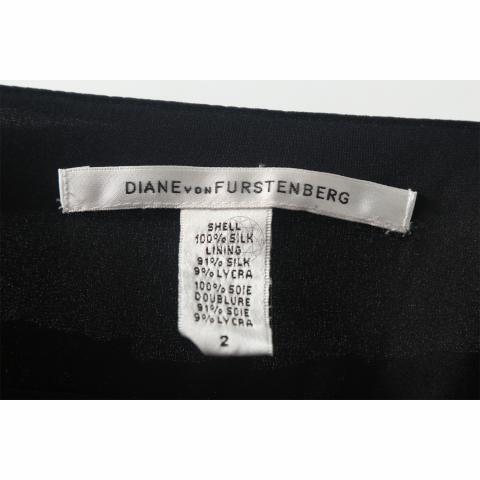 DIANE VON FURSTENBERG
SHELL
100% SILK
LINING
91% SILK
9% LYCRA
100% SOIE
DOUBLURE
91% SOIE
9% LYCRA
2